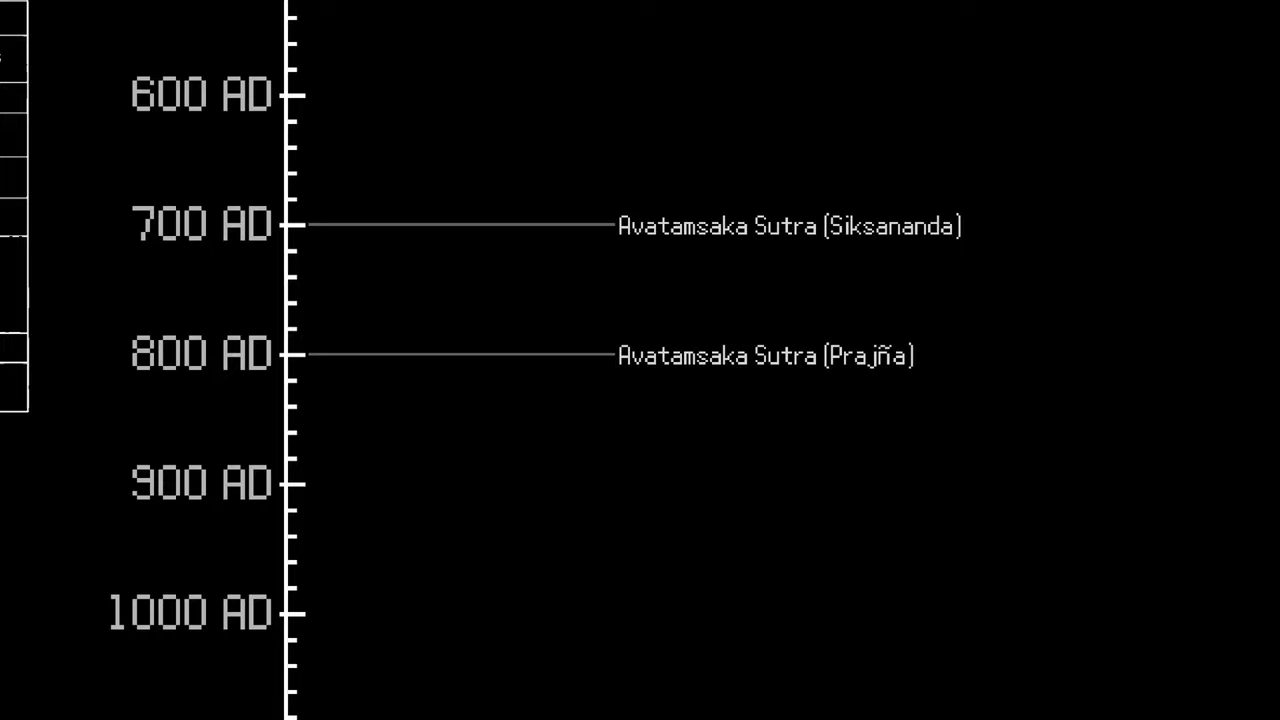 600 AD
700 AD
Avatamsaka Sutra (Siksananda)
800 AD
Avatamsaka Sutra (Prajña)
900 AD
1000 AD